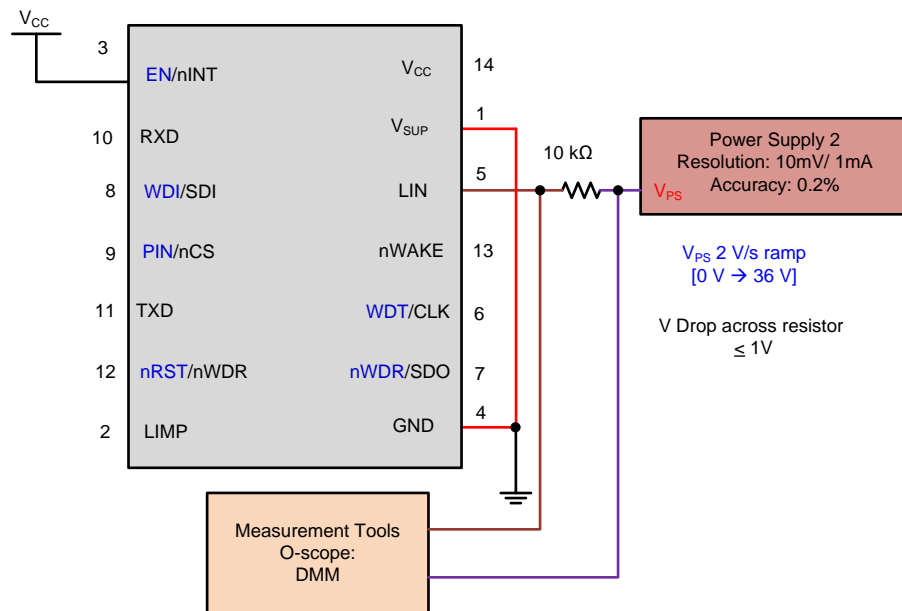 VCC
3
EN/nINT
VCC
14
10
RXD
VSUP
1
8
WDI/SDI
LIN
5
10 kΩ
Power Supply 2
Resolution: 10mV/ 1mA
Accuracy: 0.2%
VPS
9
PIN/nCS
nWAKE
13
VPS 2 V/s ramp
[0 V → 36 V]
11
TXD
WDT/CLK
6
V Drop across resistor
≤ 1V
12
nRST/nWDR
nWDR/SDO
7
2
LIMP
GND
4
Measurement Tools
O-scope:
DMM